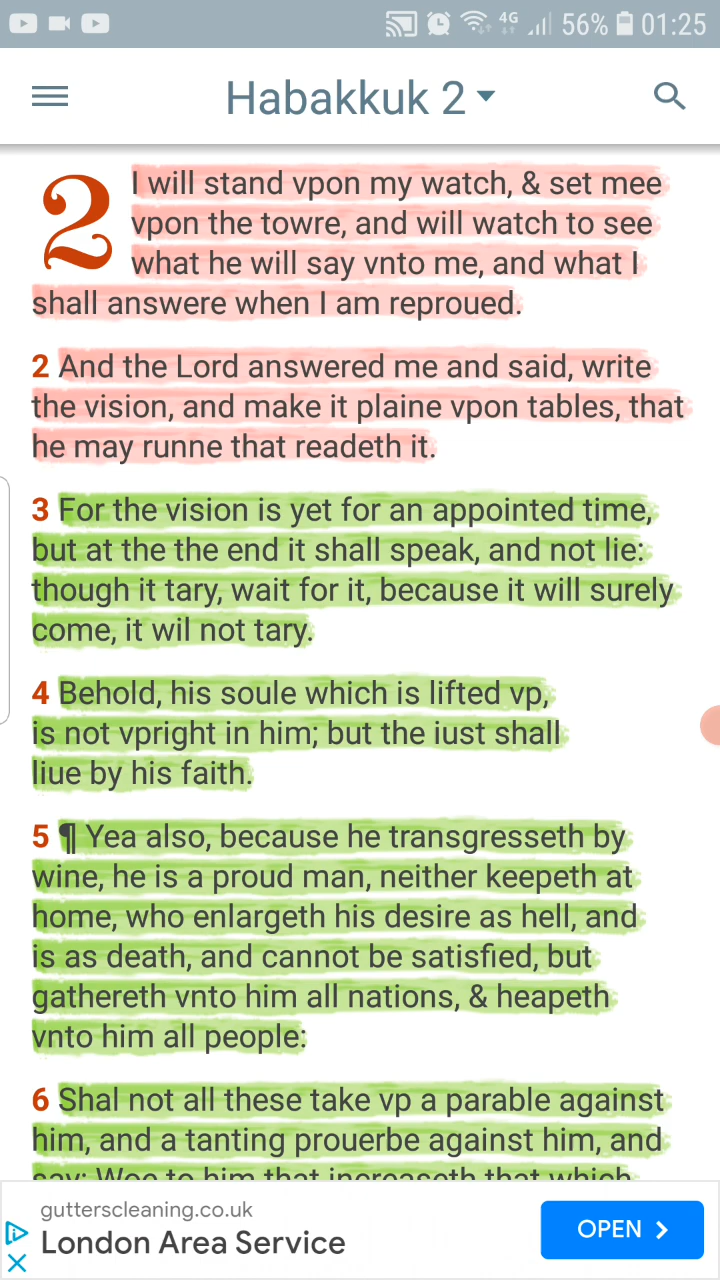 4G 56% 01:25
Habakkuk 2
2 I will stand vpon my watch, & set mee
vpon the towre, and will watch to see
what he will say vnto me, and what I
shall answere when I am reproued.
2 And the Lord answered me and said, write
the vision, and make it plaine vpon tables, that
he may runne that readeth it.
3 For the vision is yet for an appointed time,
but at the the end it shall speak, and not lie:
though it tary, wait for it, because it will surely
come, it wil not tary.
4 Behold, his soule which is lifted vp,
is not vpright in him; but the iust shall
liue by his faith.
5 ¶ Yea also, because he transgresseth by
wine, he is a proud man, neither keepeth at
home, who enlargeth his desire as hell, and
is as death, and cannot be satisfied, but
gathereth vnto him all nations, & heapeth
vnto him all people:
6 Shal not all these take vp a parable against
him, and a tanting prouerbe against him, and
say; Woe to him that increaseth that which
gutterscleaning.co.uk
London Area Service
OPEN